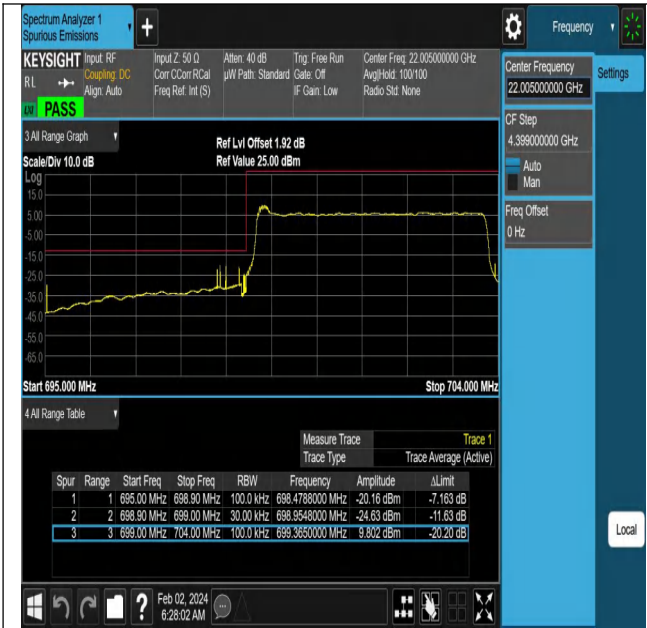 Spectrum Analyzer 1
Spurious Emissions
Frequency
KEYSIGHT
Input: RF
Coupling: DC
Align: Auto
Input Z: 50 Ω
Corr CCorr RCal
Freq Ref: Int (S)
Atten: 40 dB
µW Path: Standard
Trig: Free Run
Gate: Off
IF Gain: Low
Center Freq: 22.005000000 GHz
Avg|Hold: 100/100
Radio Std: None
R L
LXI
PASS
Center Frequency
22.005000000 GHz
Settings
CF Step
4.399000000 GHz
Auto
Man
Freq Offset
0 Hz
3 All Range Graph
Scale/Div 10.0 dB
Ref Lvl Offset 1.92 dB
Ref Value 25.00 dBm
Log
15.0
5.00
-5.00
-15.0
-25.0
-35.0
-45.0
-55.0
-65.0
Start 695.000 MHz
Stop 704.000 MHz
4 All Range Table
Measure Trace Trace 1
Trace Type Trace Average (Active)
Spur Range Start Freq Stop Freq RBW Frequency Amplitude ΔLimit
1 1 695.00 MHz 698.90 MHz 100.0 kHz 698.4788000 MHz -20.16 dBm -7.163 dB
2 2 698.90 MHz 699.00 MHz 30.00 kHz 698.9548000 MHz -24.63 dBm -11.63 dB
3 3 699.00 MHz 704.00 MHz 100.0 kHz 699.3650000 MHz 9.802 dBm -20.20 dB
Local
Feb 02, 2024
6:28:02 AM